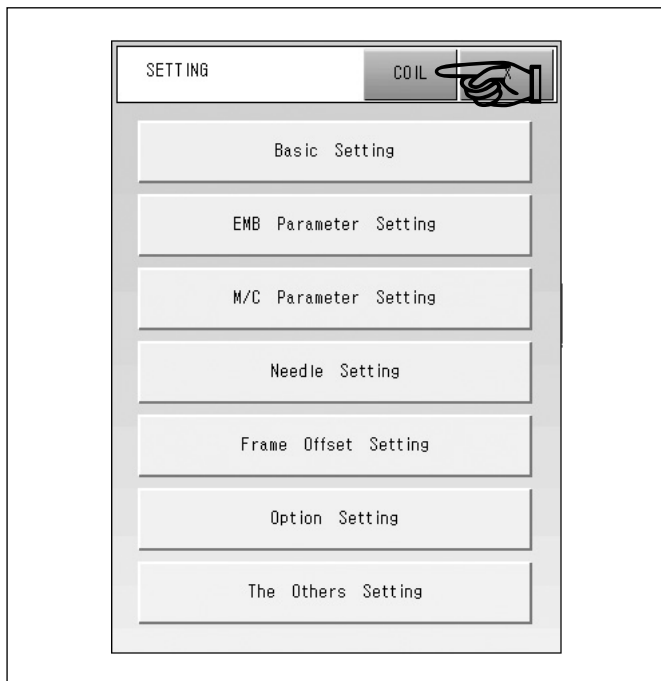 SETTING COIL X
Basic Setting
EMB Parameter Setting
M/C Parameter Setting
Needle Setting
Frame Offset Setting
Option Setting
The Others Setting